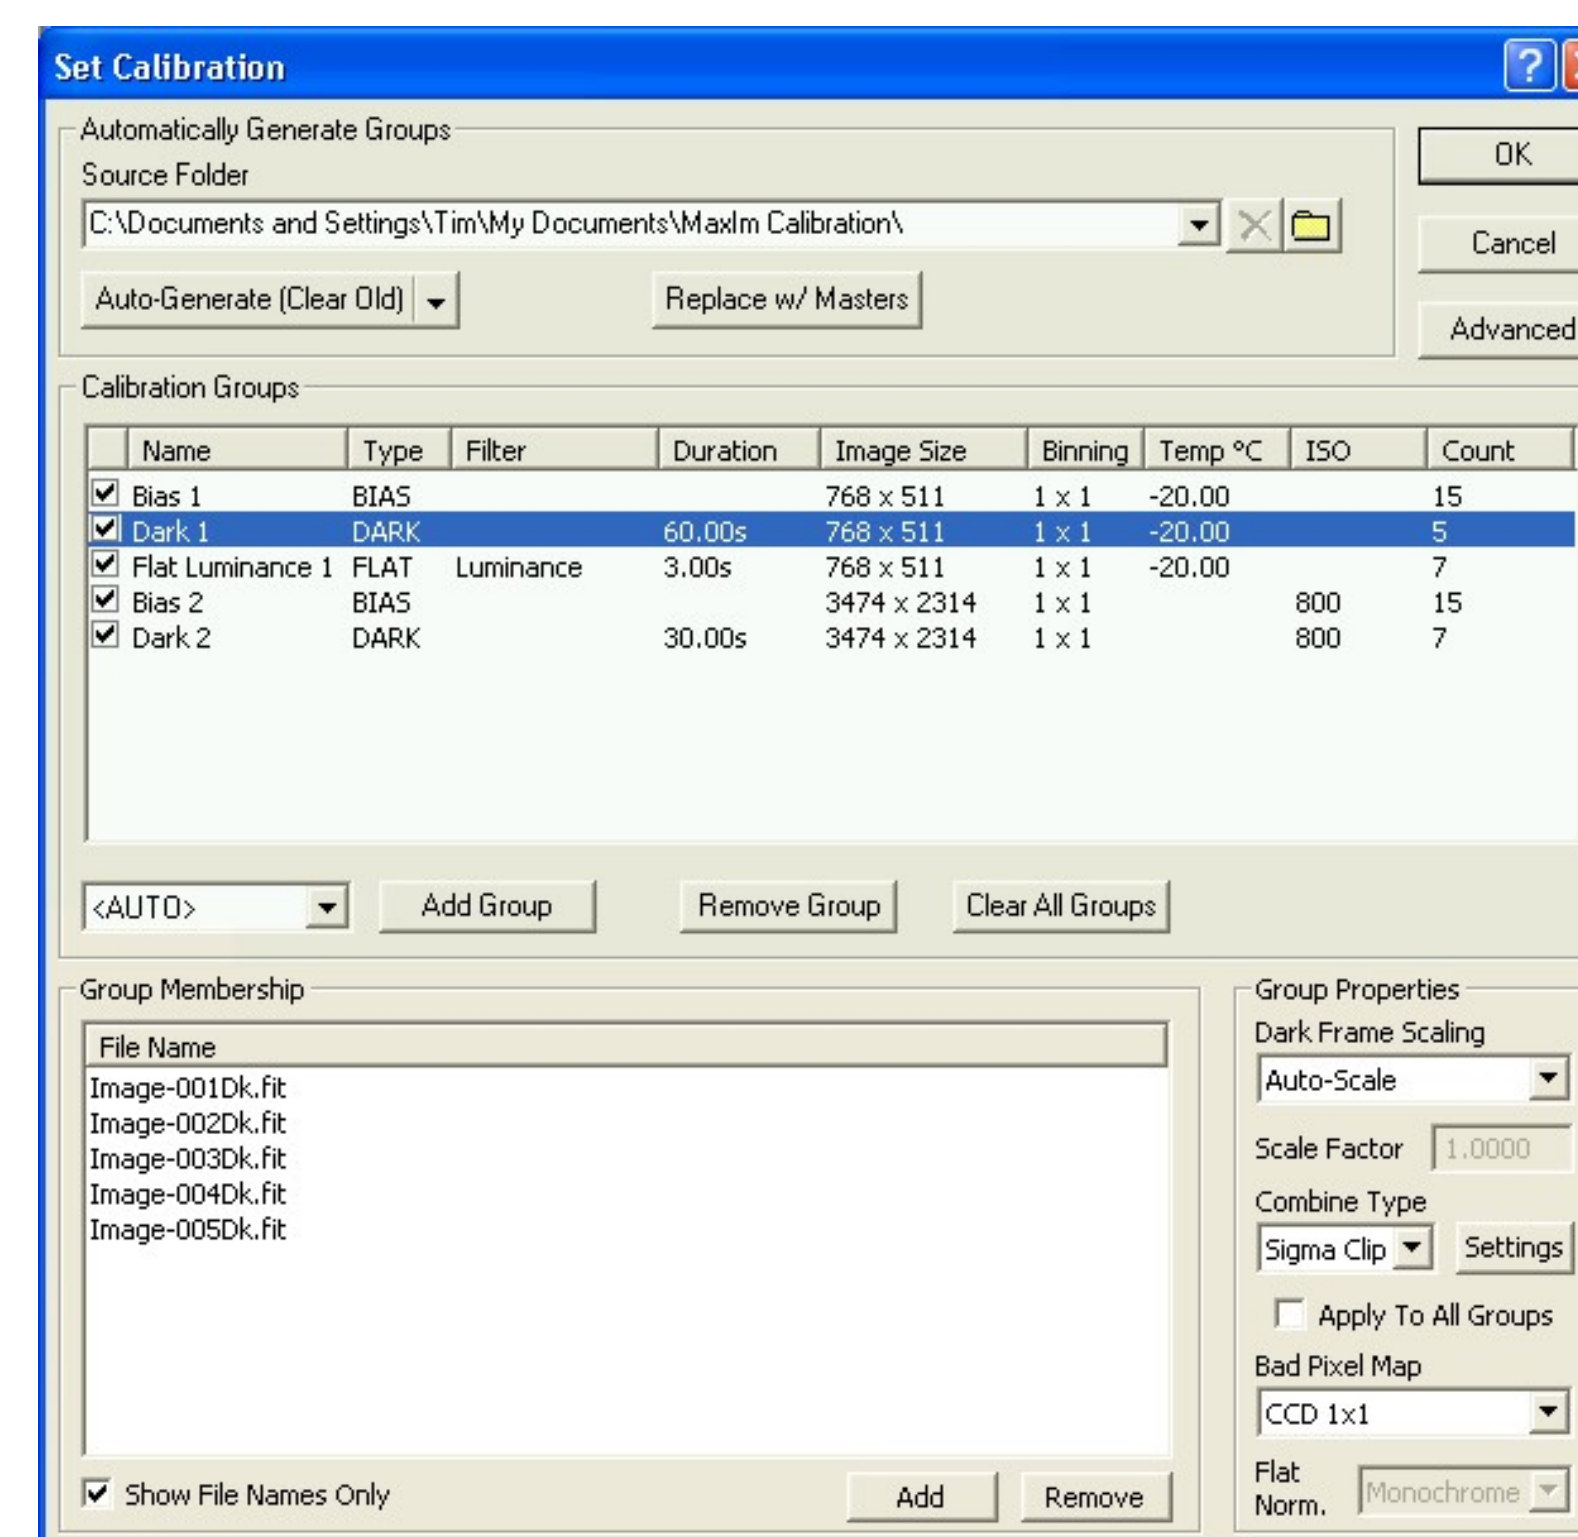 Set Calibration
?
Automatically Generate Groups
Source Folder
C:\Documents and Settings\Tim\My Documents\MaxIm Calibration\
OK
Cancel
Auto-Generate (Clear Old)
Replace w/ Masters
Advanced
Calibration Groups
Name Type Filter Duration Image Size Binning Temp °C ISO Count
Bias 1 BIAS 768 x 511 1 x 1 -20.00 15
Dark 1 DARK 60.00s 768 x 511 1 x 1 -20.00 5
Flat Luminance 1 FLAT Luminance 3.00s 768 x 511 1 x 1 -20.00 7
Bias 2 BIAS 3474 x 2314 1 x 1 800 15
Dark 2 DARK 30.00s 3474 x 2314 1 x 1 800 7
<AUTO> Add Group Remove Group Clear All Groups
Group Membership
File Name
Image-001Dk.fit
Image-002Dk.fit
Image-003Dk.fit
Image-004Dk.fit
Image-005Dk.fit
Show File Names Only
Add
Remove
Group Properties
Dark Frame Scaling
Auto-Scale
Scale Factor 1.0000
Combine Type
Sigma Clip Settings
Apply To All Groups
Bad Pixel Map
CCD 1x1
Flat
Norm. Monochrome